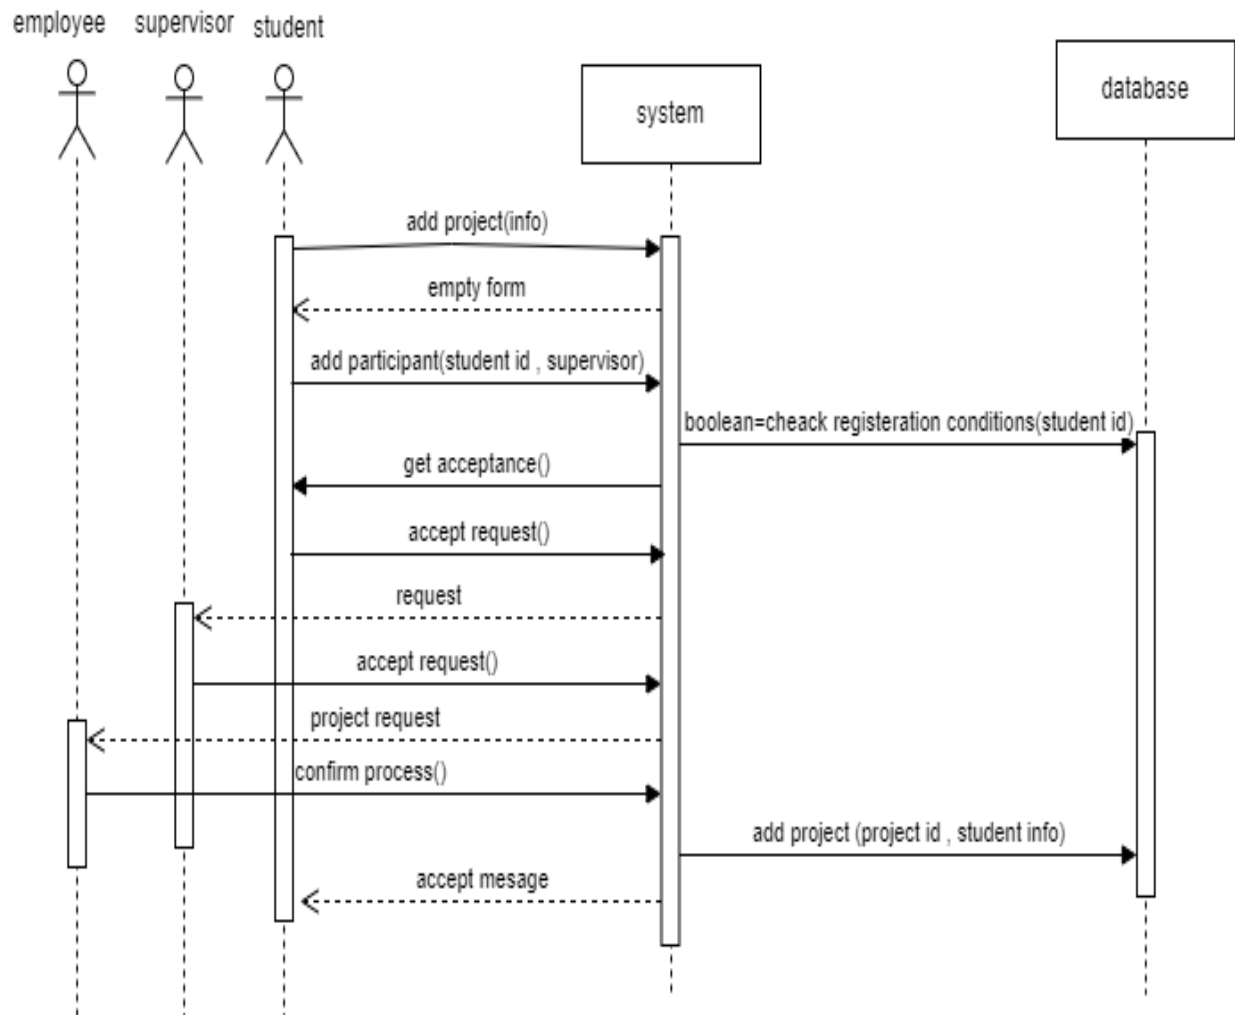 employee
supervisor
student
system
database
add project(info)
empty form
add participant(student id , supervisor)
boolean=cheack registeration conditions(student id)
get acceptance()
accept request()
request
accept request()
project request
confirm process()
add project (project id , student info)
accept mesage